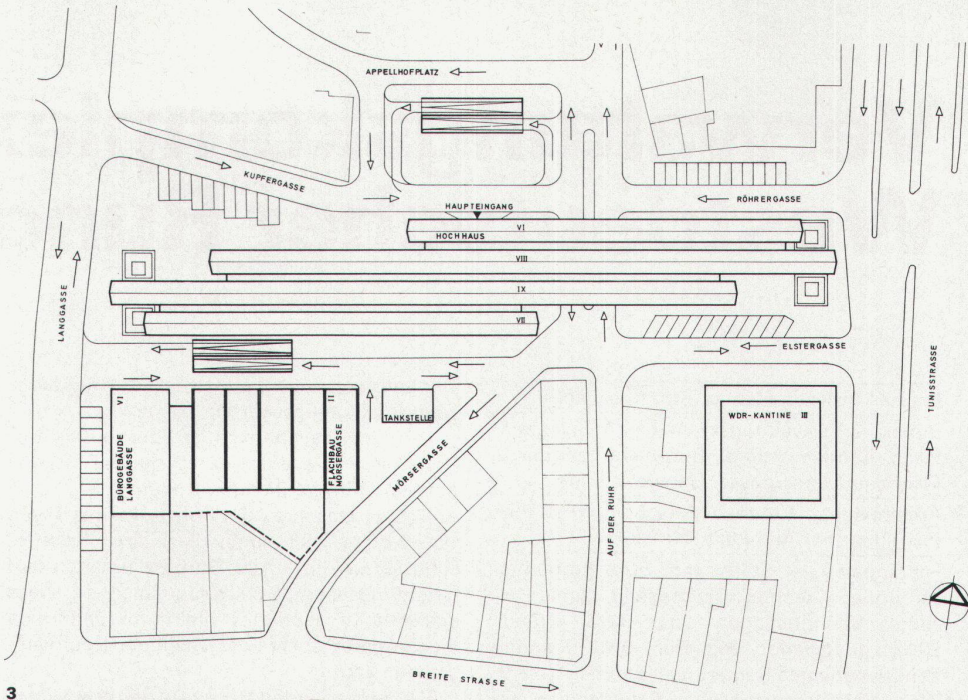 APPELLHOFPLATZ
KUPFERGASSE
RÖHRERGASSE
HAUPTEINGANG
VI
HOCHHAUS
VIII
IX
VII
LANGGASSE
ELSTERGASSE
TUNISSTRASSE
VI
BÜROGEBÄUDE
LANGGASSE
II
FLACHBAU
MÖRSERGASSE
TANKSTELLE
MÖRSERGASSE
WDR-KANTINE III
AUF DER RUHR
BREITE STRASSE
3